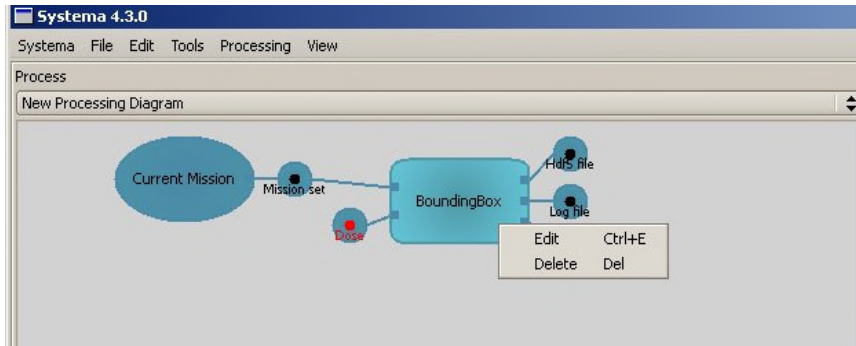 Systema 4.3.0
Systema File Edit Tools Processing View
Process
New Processing Diagram
Current Mission
Mission set
Dose
BoundingBox
Hdf5 file
Log file
Edit Ctrl+E
Delete Del